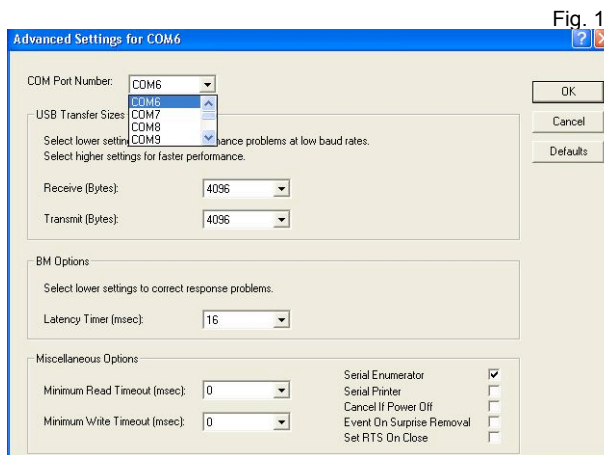 Fig. 1
Advanced Settings for COM6
COM Port Number: COM6
OK
COM6
COM7
COM8
COM9
Cancel
Defaults
USB Transfer Sizes
Select lower settin ance problems at low baud rates.
Select higher settings for faster performance.
Receive (Bytes): 4096
Transmit (Bytes): 4096
BM Options
Select lower settings to correct response problems.
Latency Timer (msec): 16
Miscellaneous Options
Minimum Read Timeout (msec): 0
Minimum Write Timeout (msec): 0
Serial Enumerator
Serial Printer
Cancel If Power Off
Event On Surprise Removal
Set RTS On Close